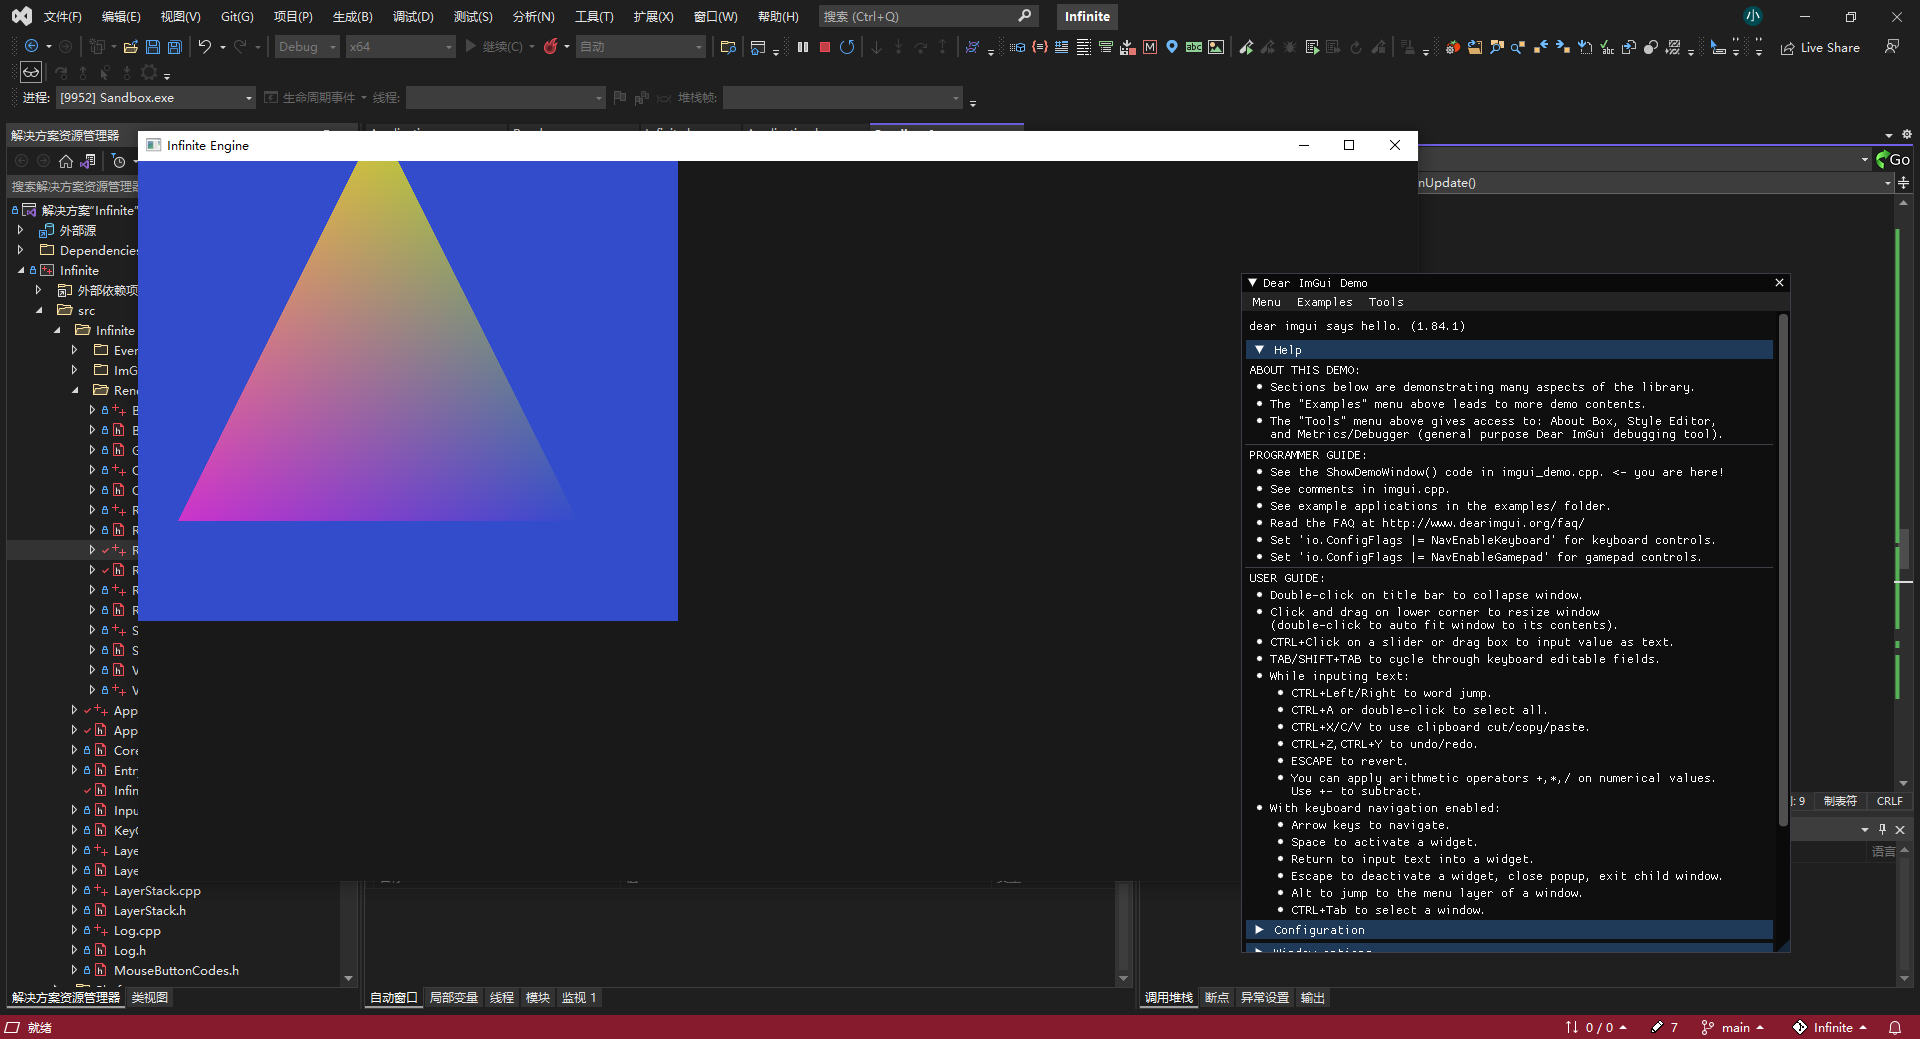 文件(F) 编辑(E) 视图(V) Git(G) 项目(P) 生成(B) 调试(D) 测试(S) 分析(N) 工具(T) 扩展(X) 窗口(W) 帮助(H) 搜索 (Ctrl+Q) Infinite 小
Debug x64 继续(C) 自动 Live Share
进程: [9952] Sandbox.exe 生命周期事件 线程: 堆栈帧:
解决方案资源管理器
Infinite Engine
Go
搜索解决方案资源管理器
nUpdate()
解决方案"Infinite"
外部源
Dependencies
Infinite
外部依赖项
src
Infinite
Even
ImG
Rend
App
App
Core
Entr
Infin
Inpu
KeyC
Laye
Laye
LayerStack.cpp
LayerStack.h
Log.cpp
Log.h
MouseButtonCodes.h
Dear ImGui Demo
Menu Examples Tools
dear imgui says hello. (1.84.1)
Help
ABOUT THIS DEMO:
Sections below are demonstrating many aspects of the library.
The "Examples" menu above leads to more demo contents.
The "Tools" menu above gives access to: About Box, Style Editor,
and Metrics/Debugger (general purpose Dear ImGui debugging tool).
PROGRAMMER GUIDE:
See the ShowDemoWindow() code in imgui_demo.cpp. <- you are here!
See comments in imgui.cpp.
See example applications in the examples/ folder.
Read the FAQ at http://www.dearimgui.org/faq/
Set 'io.ConfigFlags |= NavEnableKeyboard' for keyboard controls.
Set 'io.ConfigFlags |= NavEnableGamepad' for gamepad controls.
USER GUIDE:
Double-click on title bar to collapse window.
Click and drag on lower corner to resize window
(double-click to auto fit window to its contents).
CTRL+Click on a slider or drag box to input value as text.
TAB/SHIFT+TAB to cycle through keyboard editable fields.
While inputing text:
CTRL+Left/Right to word jump.
CTRL+A or double-click to select all.
CTRL+X/C/V to use clipboard cut/copy/paste.
CTRL+Z,CTRL+Y to undo/redo.
ESCAPE to revert.
You can apply arithmetic operators +,*,/ on numerical values.
Use +- to subtract.
With keyboard navigation enabled:
Arrow keys to navigate.
Space to activate a widget.
Return to input text into a widget.
Escape to deactivate a widget, close popup, exit child window.
Alt to jump to the menu layer of a window.
CTRL+Tab to select a window.
Configuration
: 9 制表符 CRLF
语言
解决方案资源管理器 类视图 自动窗口 局部变量 线程 模块 监视 1 调用堆栈 断点 异常设置 输出
就绪 0 / 0 7 main Infinite